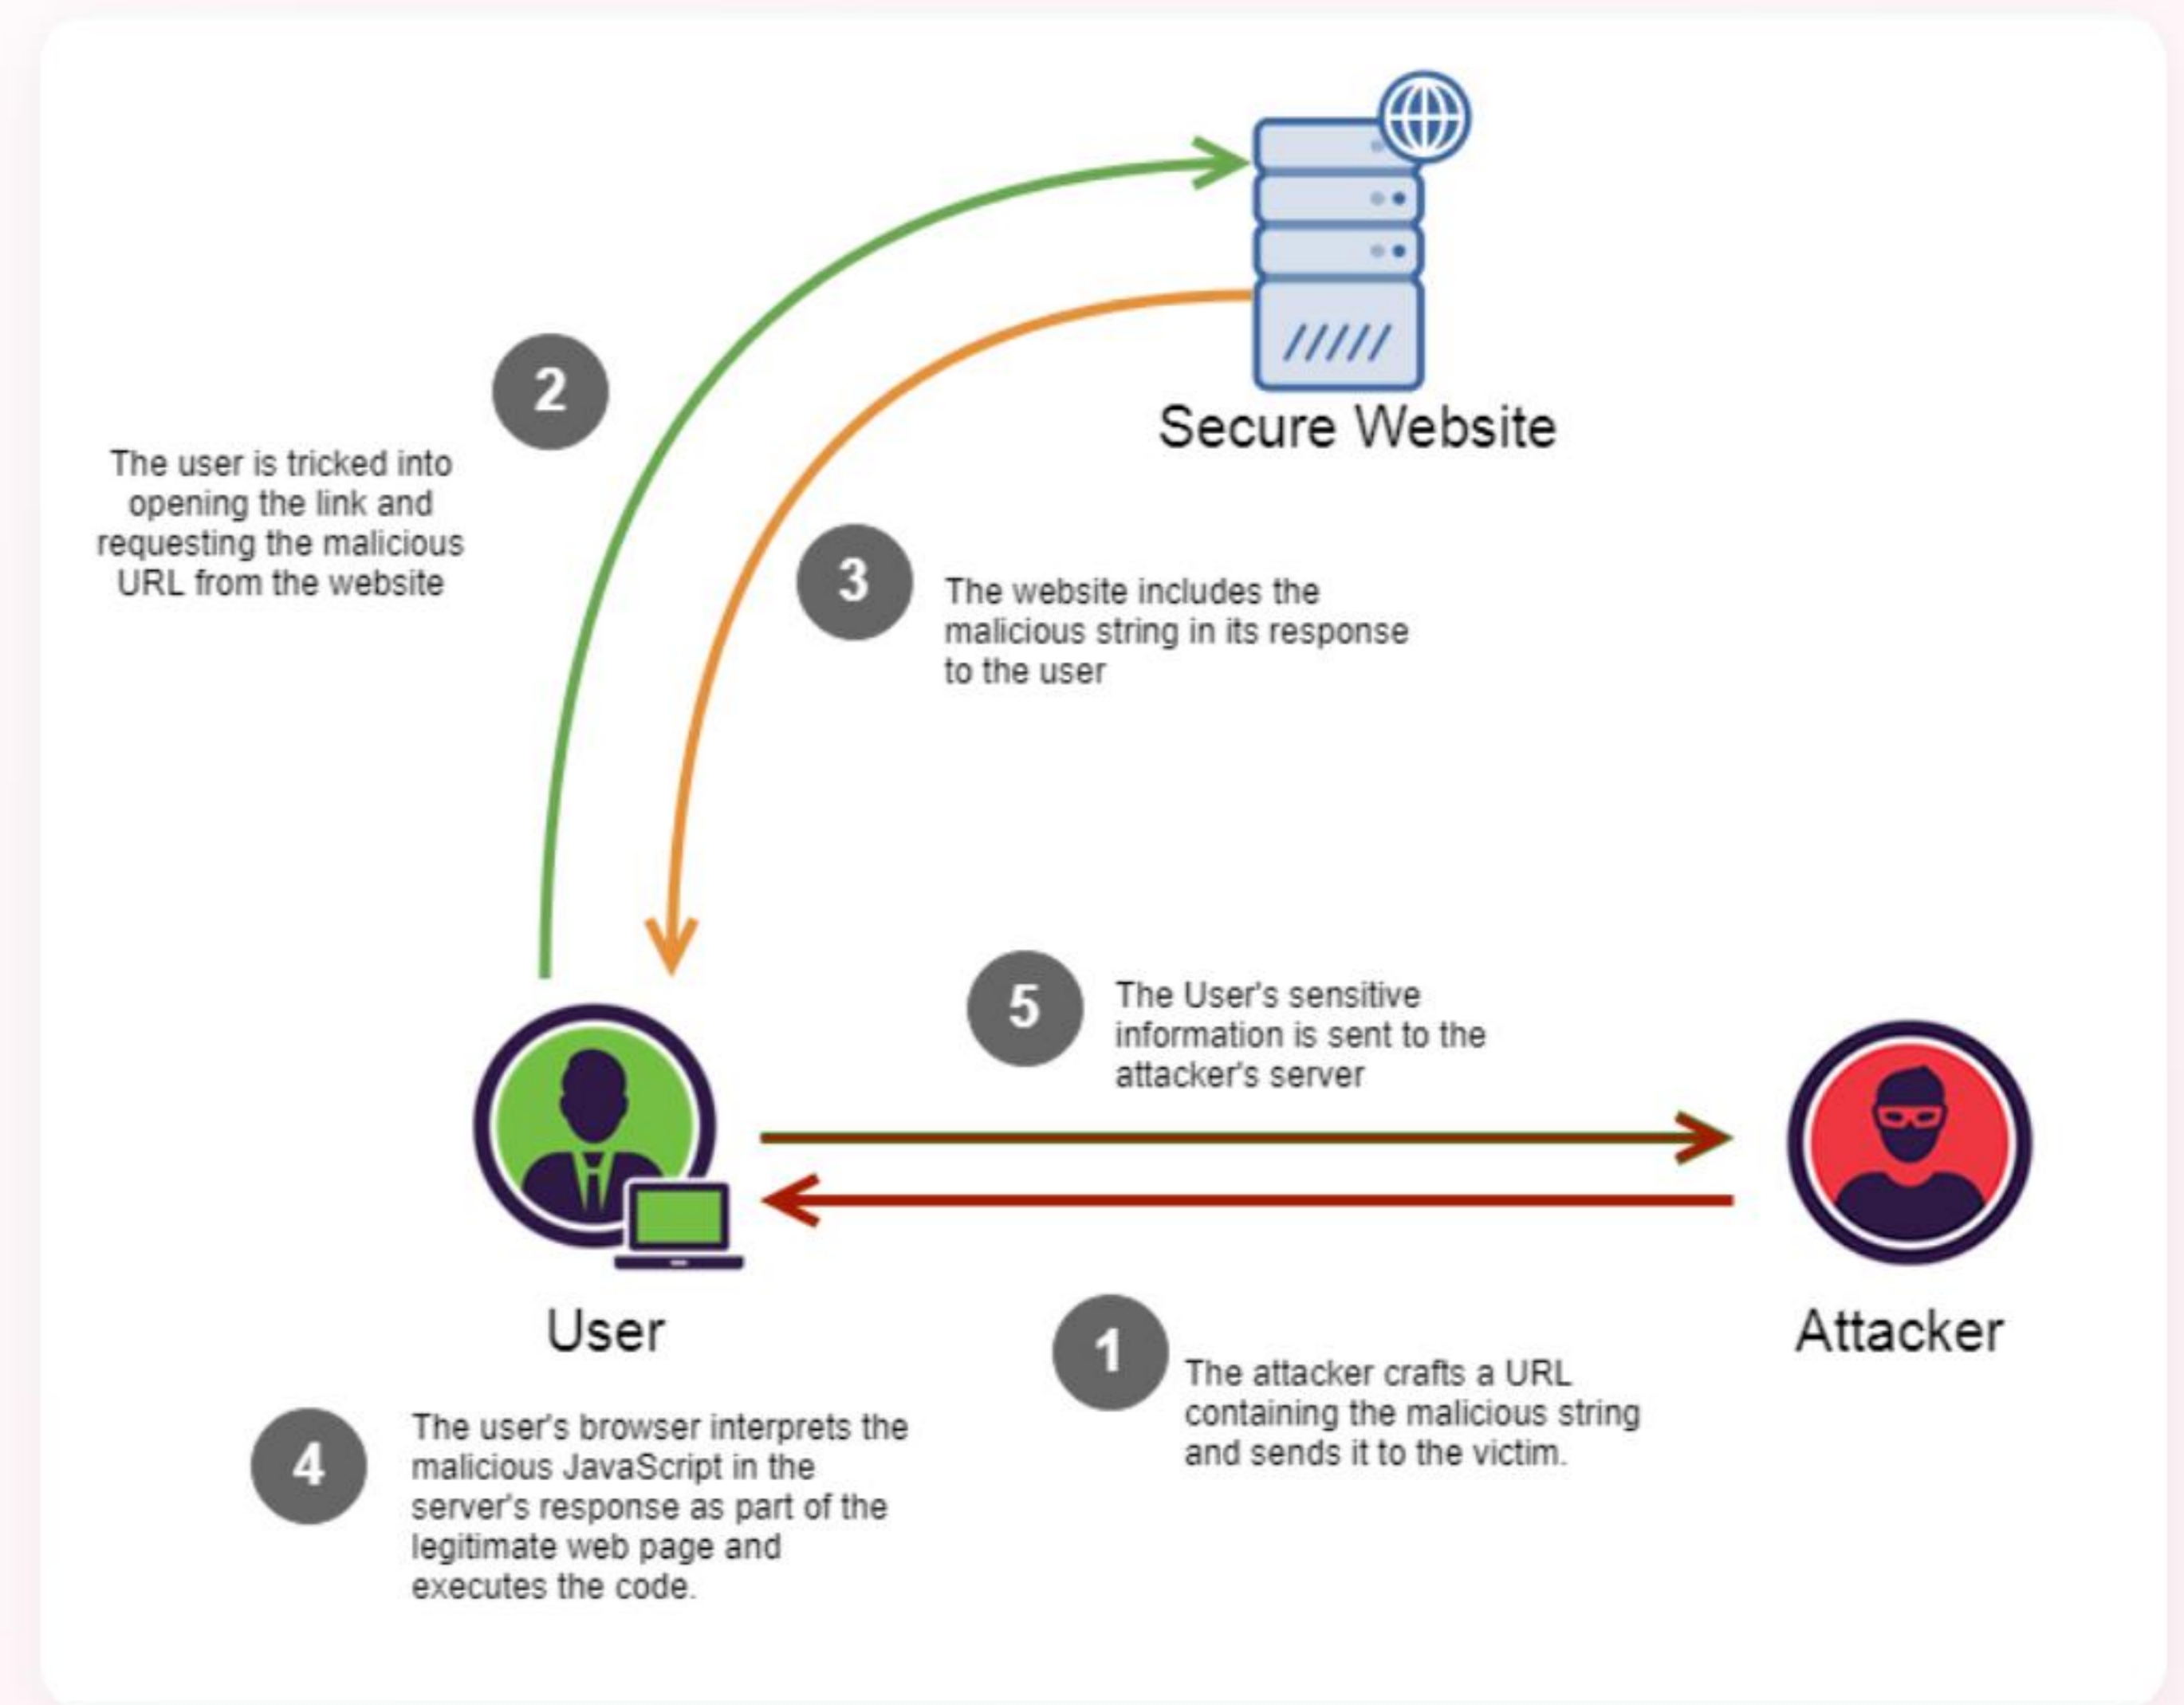 Secure Website
2
The user is tricked into
opening the link and
requesting the malicious
URL from the website
3
The website includes the
malicious string in its response
to the user
5
The User's sensitive
information is sent to the
attacker's server
User
Attacker
1
The attacker crafts a URL
containing the malicious string
and sends it to the victim.
4
The user's browser interprets the
malicious JavaScript in the
server's response as part of the
legitimate web page and
executes the code.